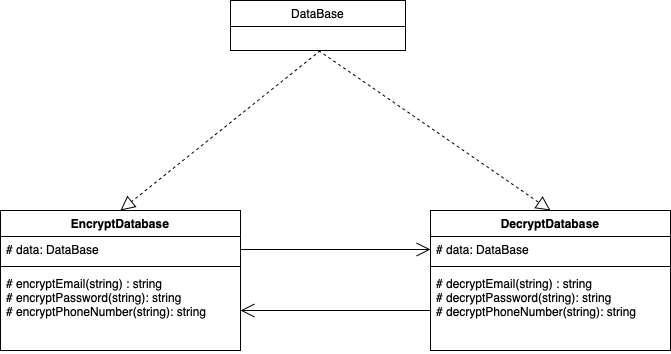 DataBase
EncryptDatabase
# data: DataBase
# encryptEmail(string) : string
# encryptPassword(string): string
# encryptPhoneNumber(string): string
DecryptDatabase
# data: DataBase
# decryptEmail(string) : string
# decryptPassword(string): string
# decryptPhoneNumber(string): string